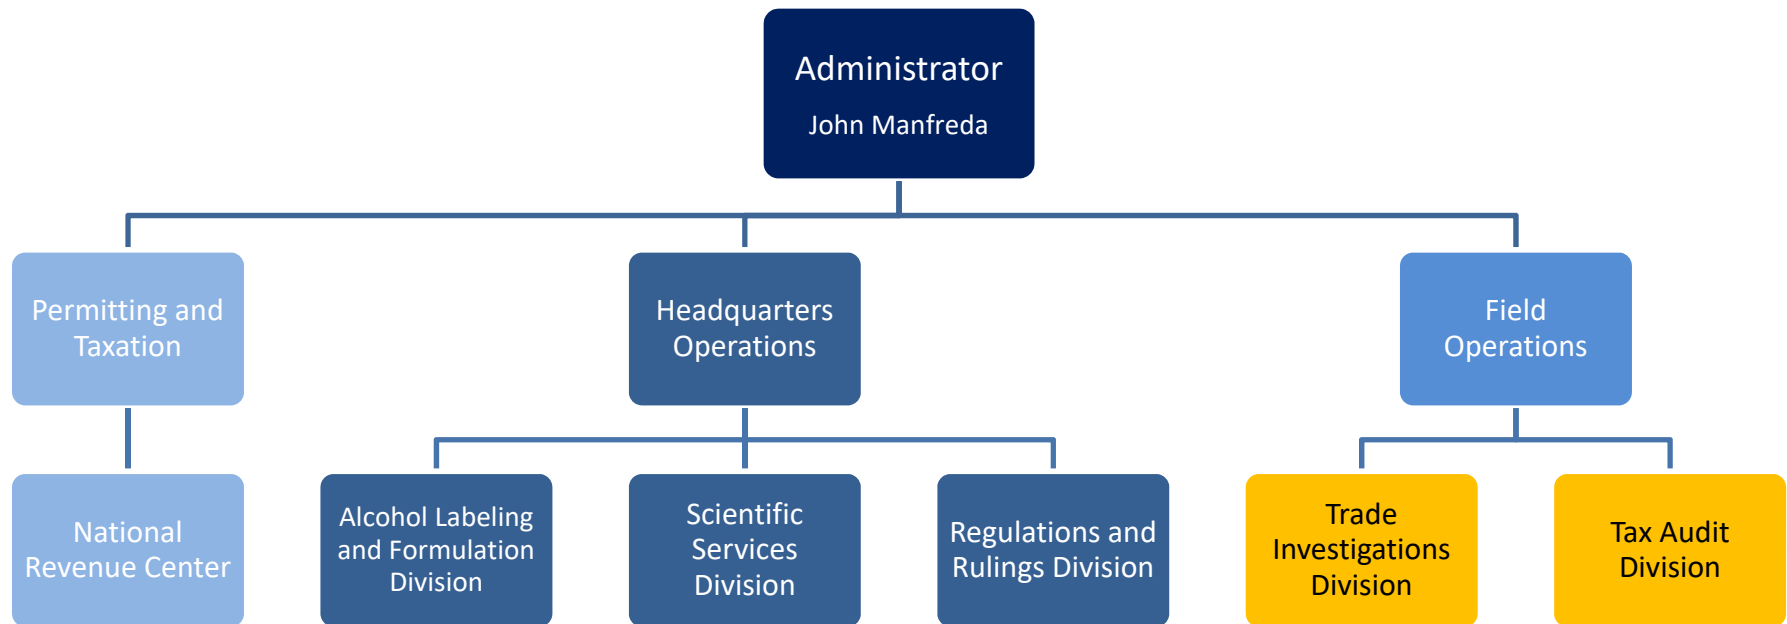 Administrator
John Manfreda
Permitting and
Taxation
Headquarters
Operations
Field
Operations
National
Revenue Center
Alcohol Labeling
and Formulation
Division
Scientific
Services
Division
Regulations and
Rulings Division
Trade
Investigations
Division
Tax Audit
Division